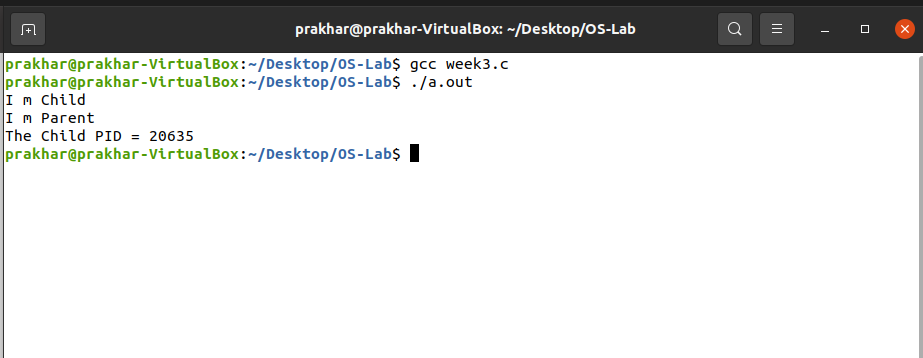 prakhar@prakhar-VirtualBox: ~/Desktop/OS-Lab
prakhar@prakhar-VirtualBox:~/Desktop/OS-Lab$ gcc week3.c
prakhar@prakhar-VirtualBox:~/Desktop/OS-Lab$ ./a.out
I m Child
I m Parent
The Child PID = 20635
prakhar@prakhar-VirtualBox:~/Desktop/OS-Lab$